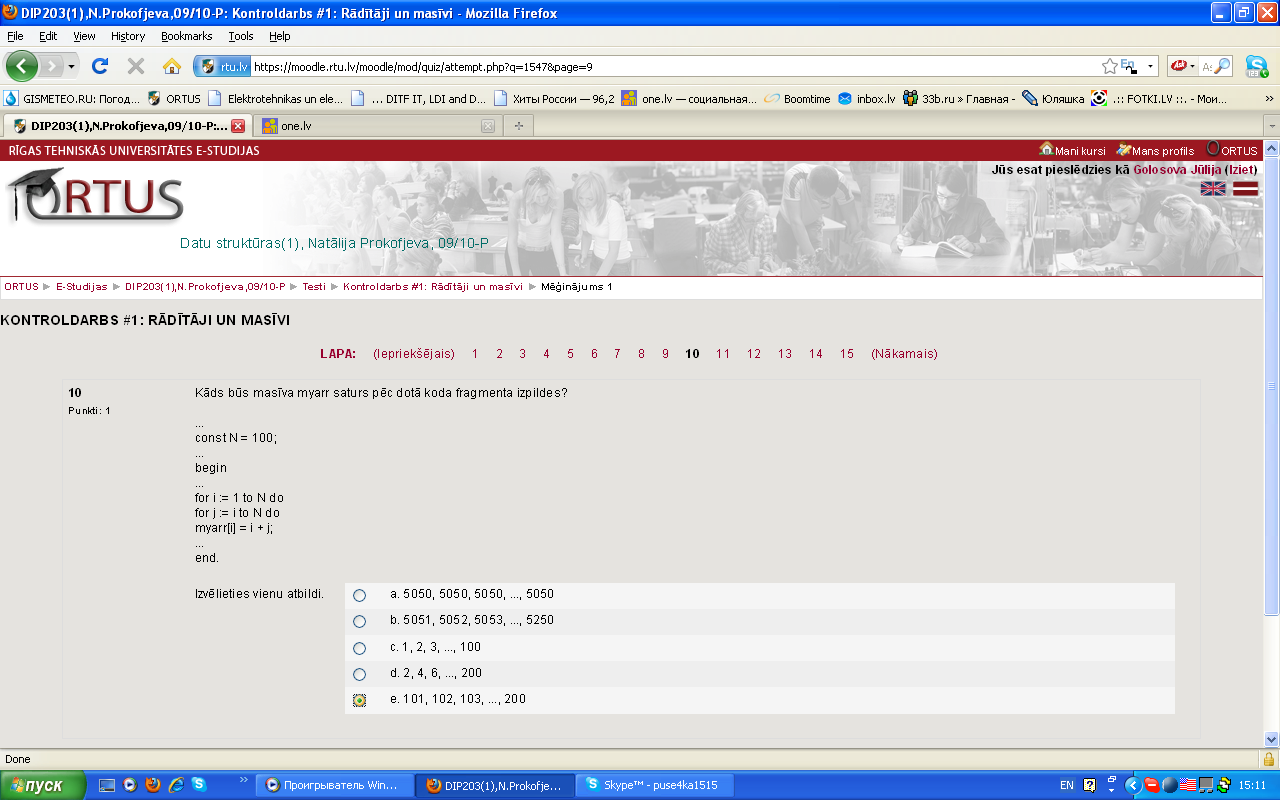 DIP203(1),N.Prokofjeva,09/10-P: Kontroldarbs #1: Rādītāji un masīvi - Mozilla Firefox
File Edit View History Bookmarks Tools Help
rtu.lv https://moodle.rtu.lv/moodle/mod/quiz/attempt.php?q=1547&page=9
GISMETEO.RU: Погод... ORTUS Elektrotehnikas un ele... ... DITF IT, LDI and D... Хиты России — 96,2 one.lv — социальная... Boomtime inbox.lv 33b.ru » Главная - Юляшка .:: FOTKI.LV ::. - Мои... »
DIP203(1),N.Prokofjeva,09/10-P:... one.lv
RĪGAS TEHNISKĀS UNIVERSITĀTES E-STUDIJAS Mani kursi Mans profils ORTUS
Jūs esat pieslēdzies kā Golosova Jūlija (Iziet)
ORTUS
Datu struktūras(1), Natālija Prokofjeva, 09/10-P
ORTUS ► E-Studijas ► DIP203(1),N.Prokofjeva,09/10-P ► Testi ► Kontroldarbs #1: Rādītāji un masīvi ► Mēģinājums 1
KONTROLDARBS #1: RĀDĪTĀJI UN MASĪVI
LAPA: (Iepriekšējais) 1 2 3 4 5 6 7 8 9 10 11 12 13 14 15 (Nākamais)
10
Punkti: 1
Kāds būs masīva myarr saturs pēc dotā koda fragmenta izpildes?
...
const N = 100;
...
begin
...
for i := 1 to N do
for j := i to N do
myarr[i] = i + j;
...
end.
Izvēlieties vienu atbildi.
a. 5050, 5050, 5050, ..., 5050
b. 5051, 5052, 5053, ..., 5250
c. 1, 2, 3, ..., 100
d. 2, 4, 6, ..., 200
e. 101, 102, 103, ..., 200
Done
пуск » Проигрыватель Win... DIP203(1),N.Prokofje... Skype™ - puse4ka1515 EN 15:11